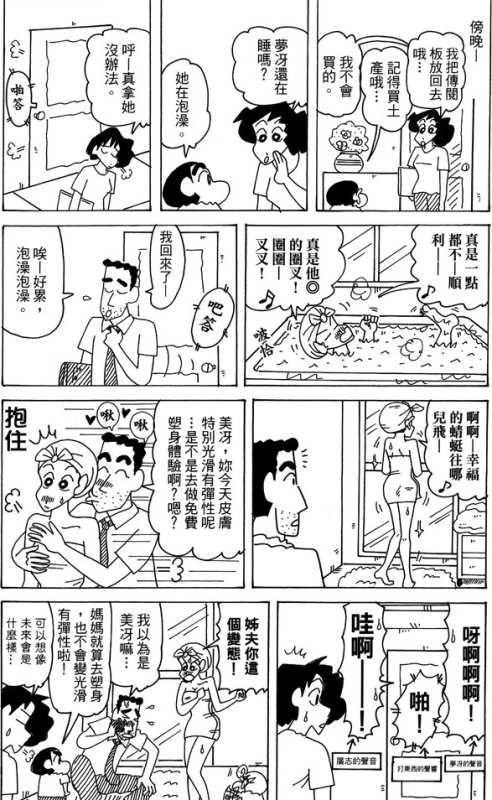 傍晚—
我把傳閱
板放回去
哦…
記得買土
產哦…
我不會
買的。
夢冴還在
睡嗎?
她在泡澡。
呼—真拿她
沒辦法。
啪答
真是一點
都不順
利——
真是他◎
的圈叉!
圈圈—
叉叉!
吧答
我回來了—
唉—好累,
泡澡泡澡。
啊啊—幸福
的蜻蜓往哪
兒飛—
美冴,妳今天皮膚
特別光滑有彈性呢
…是不是去做免費
塑身體驗啊?嗯?
啾
啾
抱住
呀啊啊啊!
夢冴的聲音
啪!
打東西的聲響
哇啊——!
廣志的聲音
姊夫你這
個變態!
我以為是
美冴嘛…
媽媽就算去塑身
,也不會變光滑
有彈性啦!
可以想像
未來會是
什麼樣…